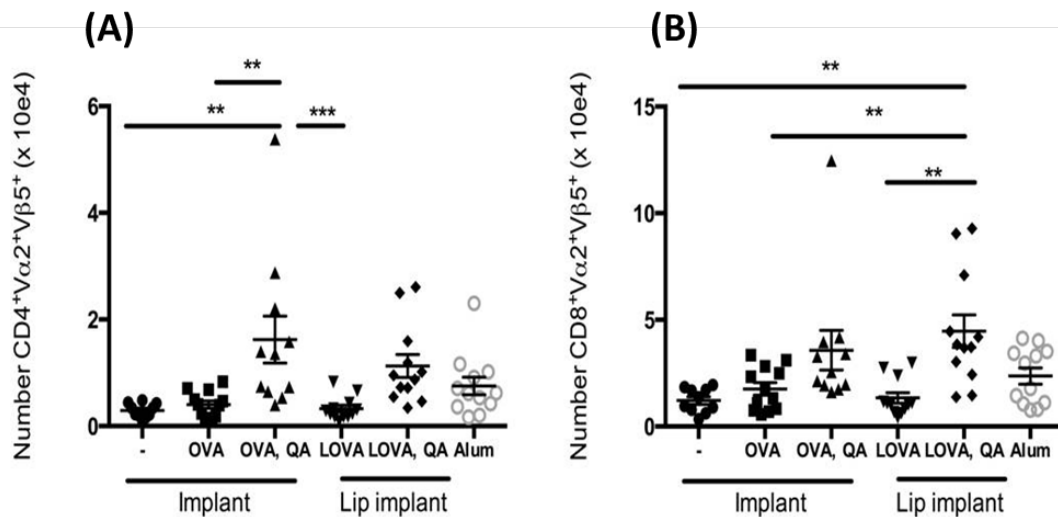 (A)
Number CD4⁺Vα2⁺Vβ5⁺ (x 10e4)
**
**
***
6
4
2
0
- OVA OVA, QA LOVA LOVA, QA Alum
Implant Lip implant
(B)
Number CD8⁺Vα2⁺Vβ5⁺ (x 10e4)
**
**
**
15
10
5
0
- OVA OVA, QA LOVA LOVA, QA Alum
Implant Lip implant